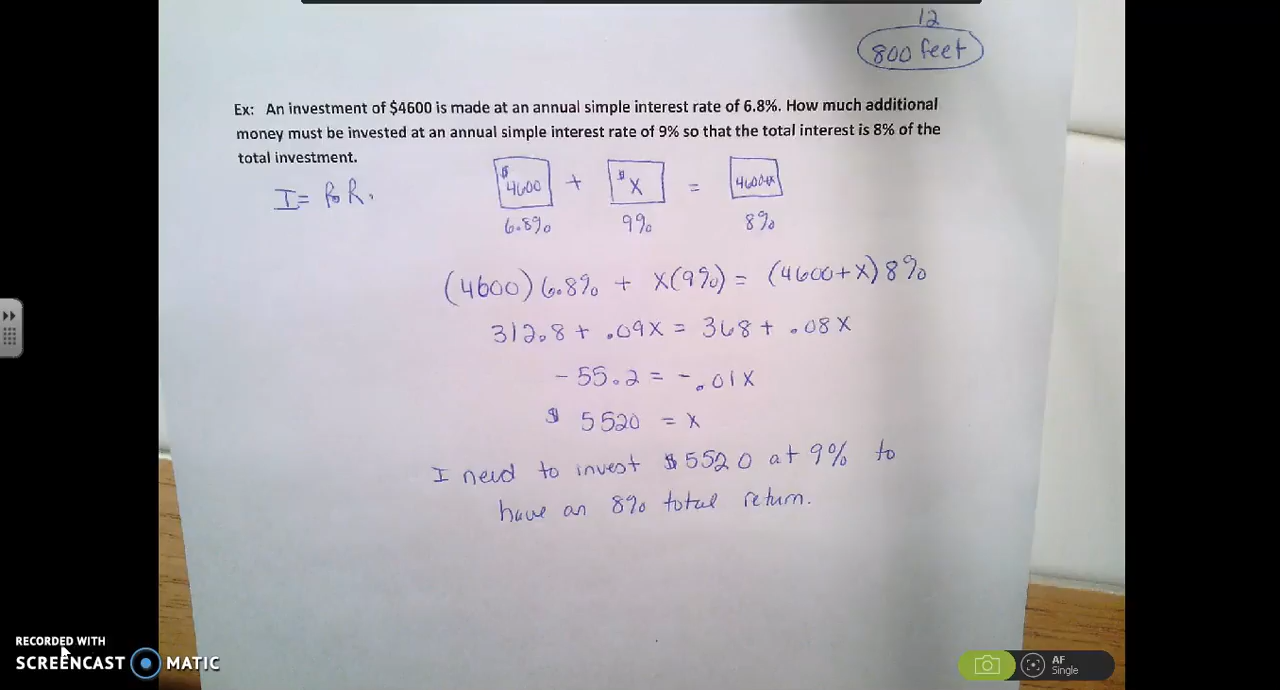 12
800 feet
Ex: An investment of $4600 is made at an annual simple interest rate of 6.8%. How much additional
money must be invested at an annual simple interest rate of 9% so that the total interest is 8% of the
total investment.
$ 4600 + $ X = 4600+X
I = P R.
6.8% 9% 8%
(4600) 6.8% + X(9%) = (4600+X) 8%
312.8 + .09X = 368 + .08X
-55.2 = -.01X
$ 5520 = X
I need to invest $5520 at 9% to
have an 8% total return.
RECORDED WITH
SCREENCAST MATIC
AF
Single